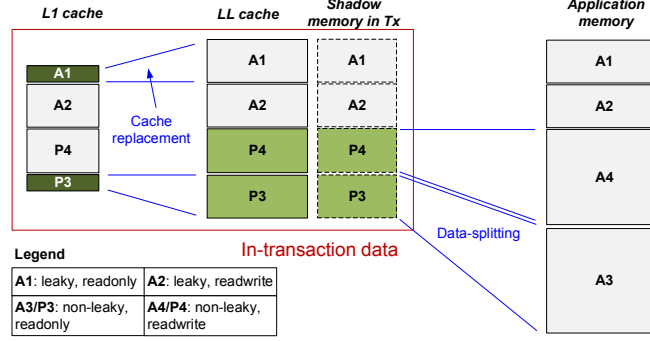 L1 cache
LL cache
Shadow
memory in Tx
Application
memory
A1
A2
P4
P3
Cache
replacement
A1
A2
P4
P3
A1
A2
P4
P3
A1
A2
A4
A3
Data-splitting
In-transaction data
Legend
A1: leaky, readonly
A2: leaky, readwrite
A3/P3: non-leaky,
readonly
A4/P4: non-leaky,
readwrite